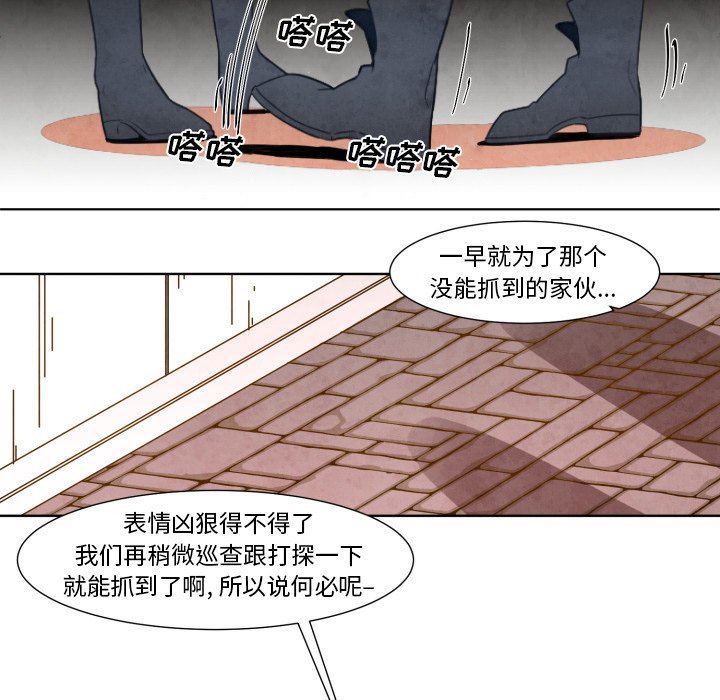 嗒嗒
嗒嗒
嗒嗒嗒
一早就为了那个
没能抓到的家伙...
表情凶狠得不得了
我们再稍微巡查跟打探一下
就能抓到了啊, 所以说何必呢–